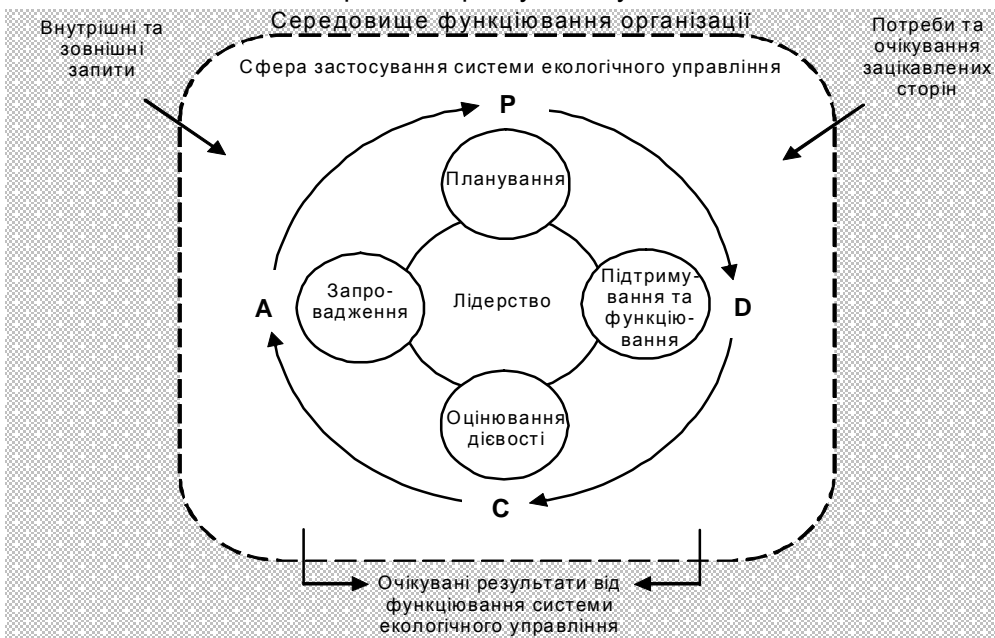 Середовище функціювання організації
Внутрішні та
зовнішні
запити
Потреби та
очікування
зацікавлених
сторін
Сфера застосування системи екологічного управління
P
Планування
A
Запро-
вадження
Лідерство
Підтриму-
вання та
функцію-
вання
D
Оцінювання
дієвості
C
Очікувані результати від
функціювання системи
екологічного управління